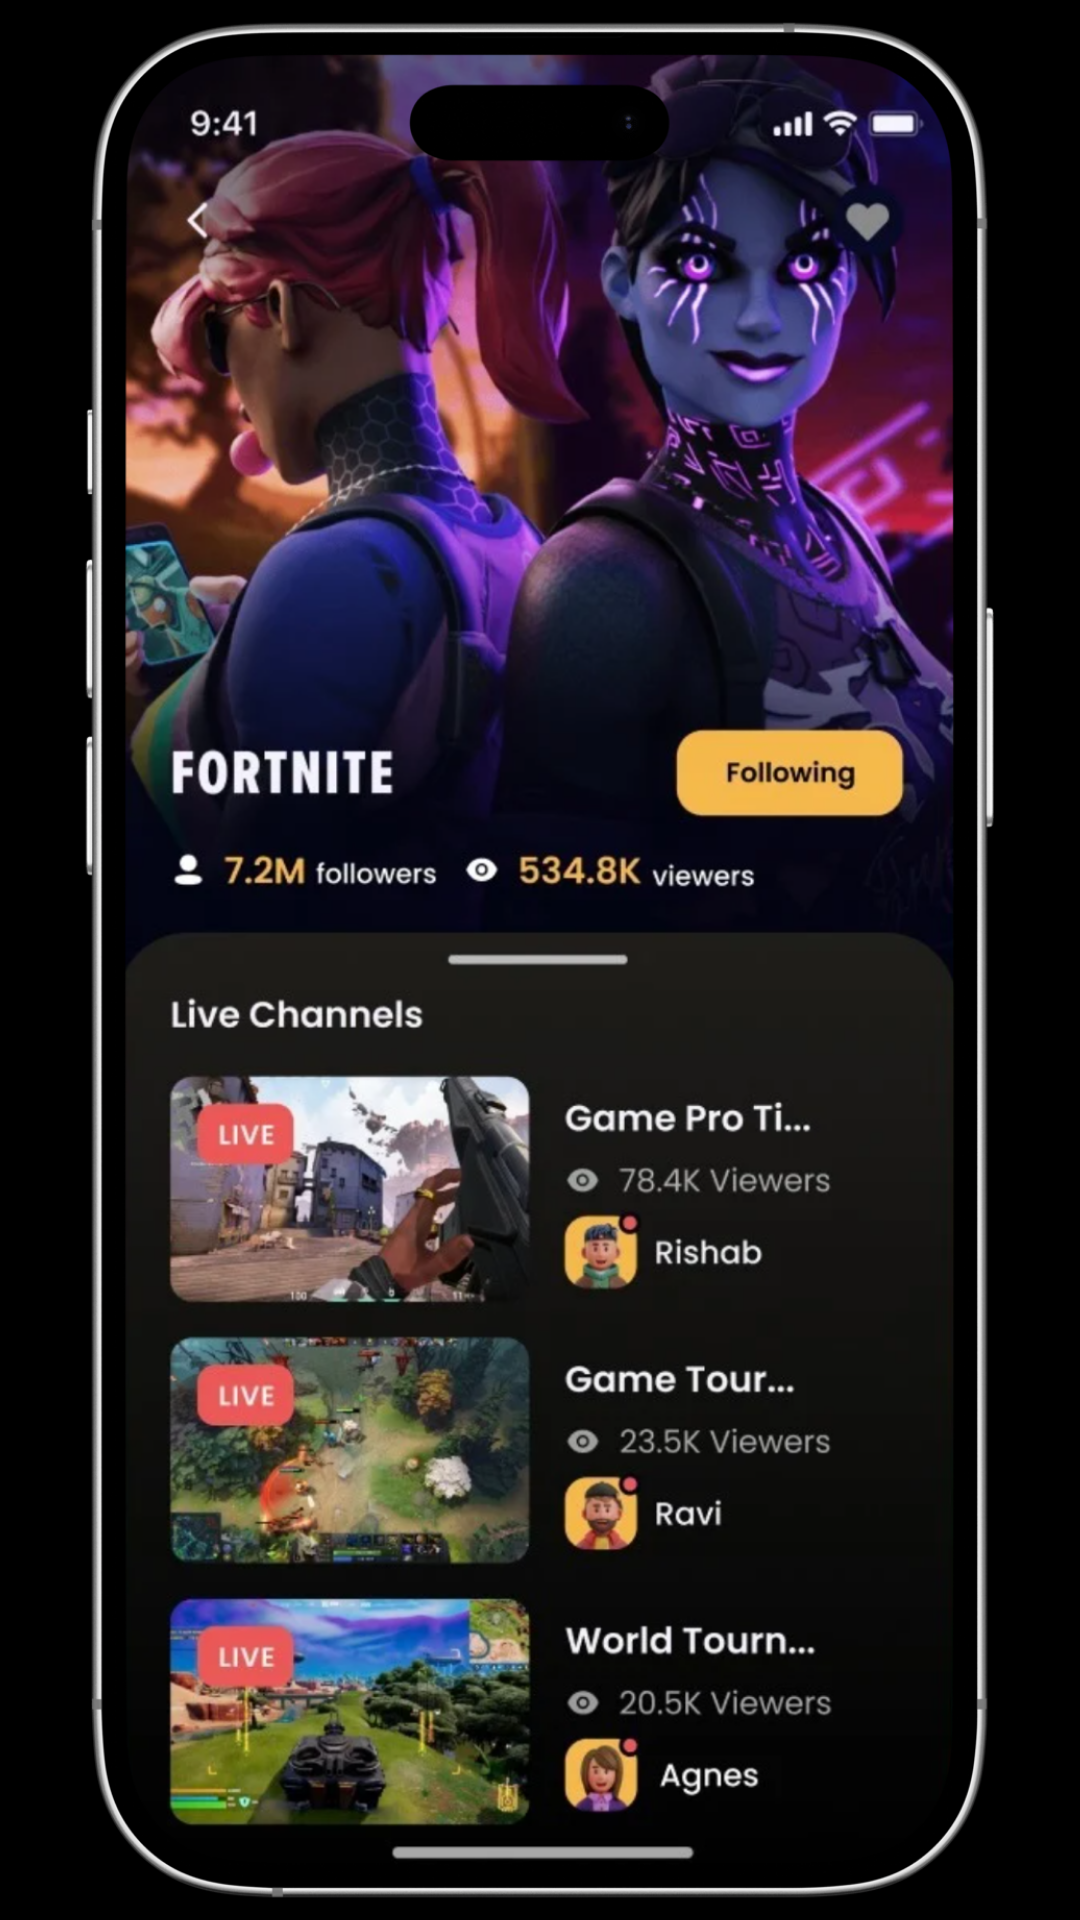 9:41
FORTNITE
Following
7.2M followers 534.8K viewers
Live Channels
LIVE
Game Pro Ti...
78.4K Viewers
Rishab
100
LIVE
Game Tour...
23.5K Viewers
Ravi
LIVE
World Tourn...
20.5K Viewers
Agnes